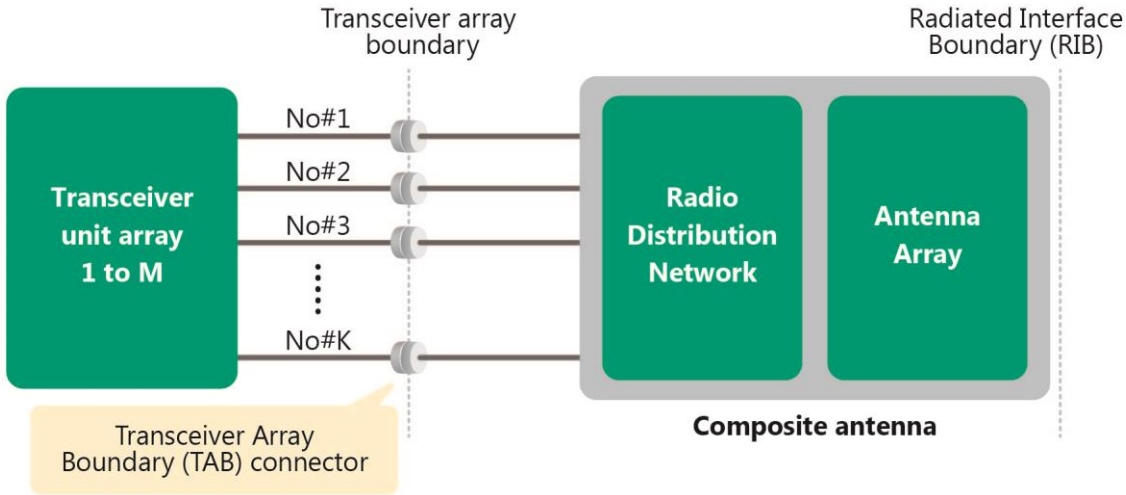 Transceiver array
boundary
Radiated Interface
Boundary (RIB)
Transceiver
unit array
1 to M
No#1
No#2
No#3
No#K
Radio
Distribution
Network
Antenna
Array
Composite antenna
Transceiver Array
Boundary (TAB) connector